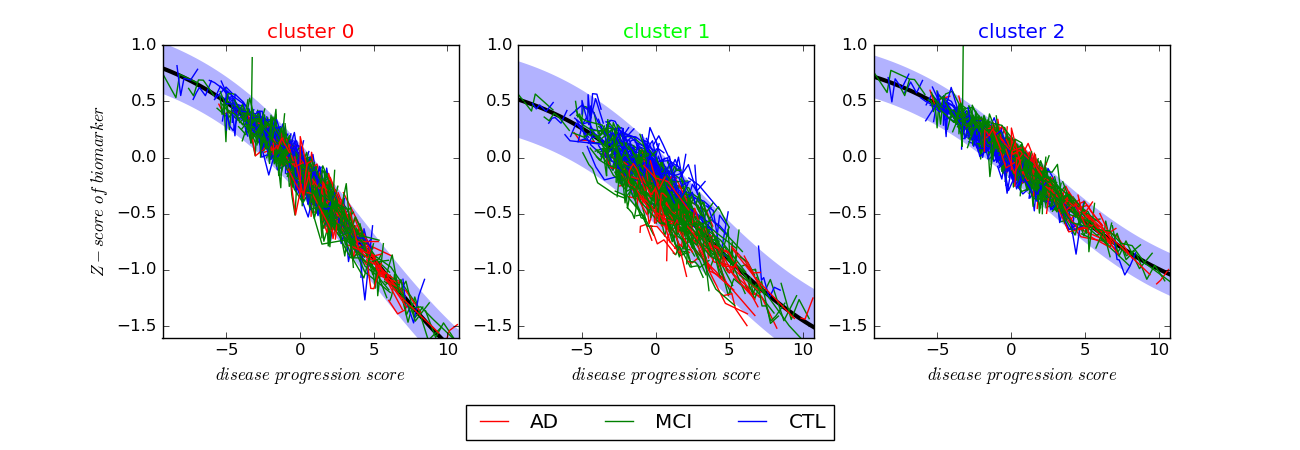 cluster 0 cluster 1 cluster 2
1.0 1.0 1.0
0.5 0.5 0.5
0.0 0.0 0.0
−0.5 −0.5 −0.5
−1.0 −1.0 −1.0
−1.5 −1.5 −1.5
Z − score of biomarker
−5 0 5 10 −5 0 5 10 −5 0 5 10
disease progression score disease progression score disease progression score
AD MCI CTL